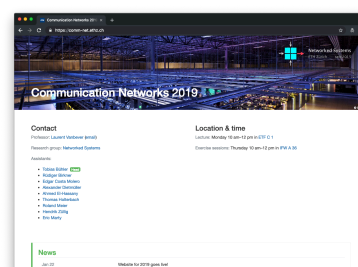 Communication Networks 201
https://comm-net.ethz.ch
Networked Systems
ETH Zürich
Communication Networks 2019
Contact
Professor: Laurent Vanbever (email)
Research group: Networked Systems
Assistants:
Tobias Bühler
Rüdiger Birkner
Edgar Costa Molero
Alexander Dietmüller
Ahmed El-Hassany
Thomas Holterbach
Roland Meier
Hendrik Züllig
Eric Marty
Location & time
Lecture: Monday 10 am–12 pm in ETF C 1
Exercise sessions: Thursday 10 am–12 pm in IFW A 36
News
Jan 22
Website for 2019 goes live!